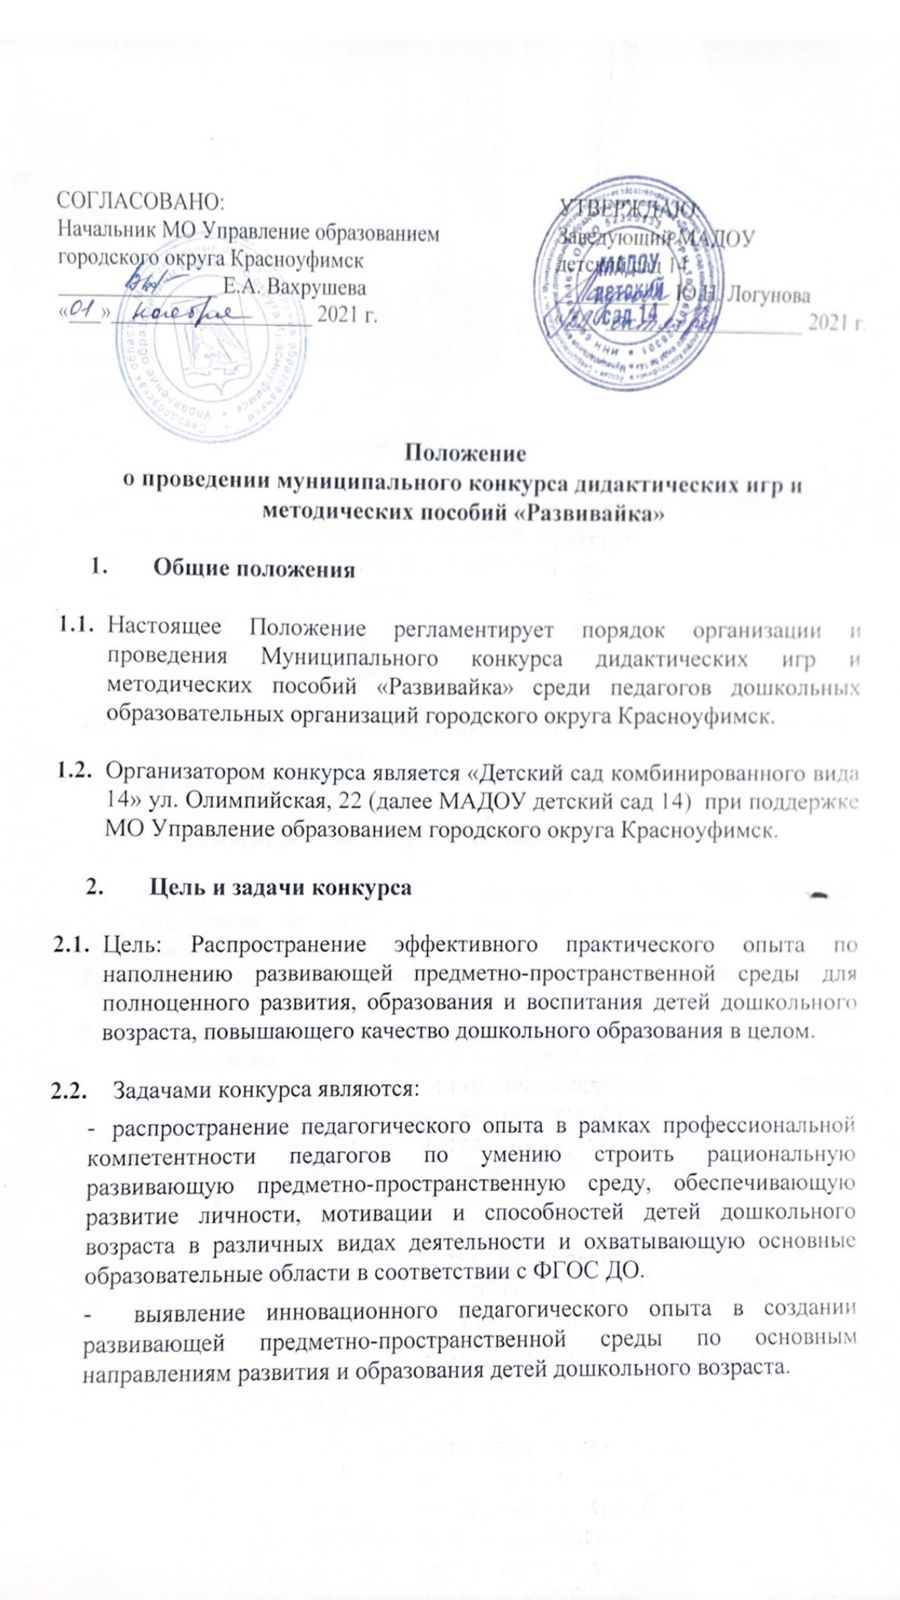 СОГЛАСОВАНО:
Начальник МО Управление образованием
городского округа Красноуфимск
Е.А. Вахрушева
«01» ноября 2021 г.
УТВЕРЖДАЮ
Заведующий МАДОУ
детский сад 14
Ю.Н. Логунова
2021 г.
МАДОУ
детский
сад 14
Положение
о проведении муниципального конкурса дидактических игр и
методических пособий «Развивайка»
1. Общие положения
1.1. Настоящее Положение регламентирует порядок организации и
проведения Муниципального конкурса дидактических игр и
методических пособий «Развивайка» среди педагогов дошкольных
образовательных организаций городского округа Красноуфимск.
1.2. Организатором конкурса является «Детский сад комбинированного вида
14» ул. Олимпийская, 22 (далее МАДОУ детский сад 14) при поддержке
МО Управление образованием городского округа Красноуфимск.
2. Цель и задачи конкурса
2.1. Цель: Распространение эффективного практического опыта по
наполнению развивающей предметно-пространственной среды для
полноценного развития, образования и воспитания детей дошкольного
возраста, повышающего качество дошкольного образования в целом.
2.2. Задачами конкурса являются:
- распространение педагогического опыта в рамках профессиональной
компетентности педагогов по умению строить рациональную
развивающую предметно-пространственную среду, обеспечивающую
развитие личности, мотивации и способностей детей дошкольного
возраста в различных видах деятельности и охватывающую основные
образовательные области в соответствии с ФГОС ДО.
- выявление инновационного педагогического опыта в создании
развивающей предметно-пространственной среды по основным
направлениям развития и образования детей дошкольного возраста.